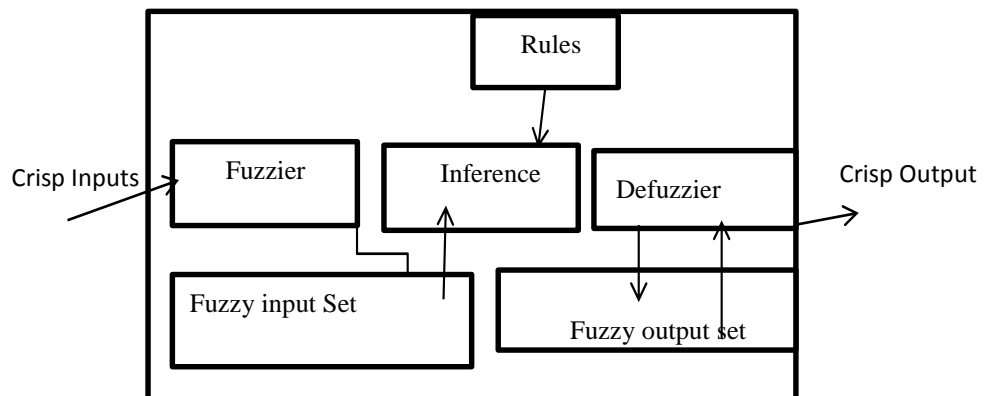 Rules
Crisp Inputs
Fuzzier
Inference
Defuzzier
Crisp Output
Fuzzy input Set
Fuzzy output set